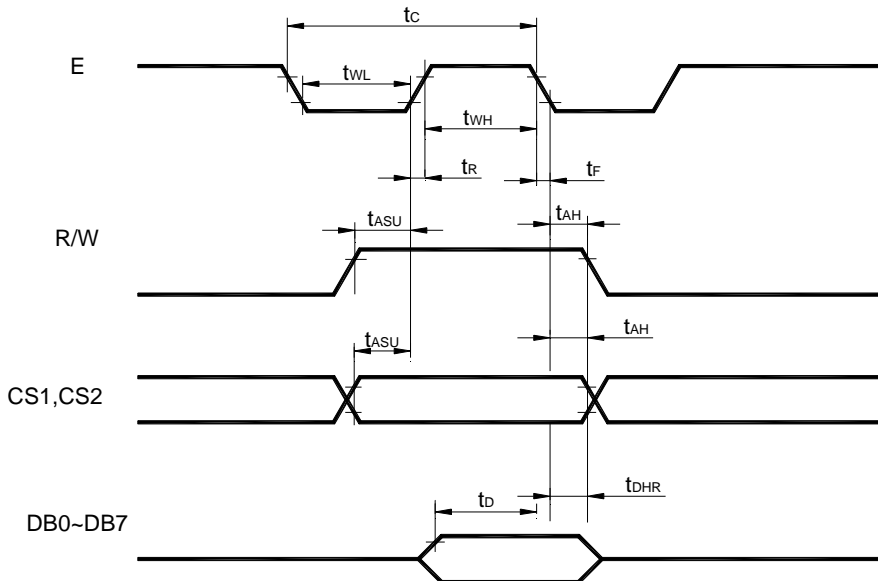 tC
E
tWL
tWH
tR
tF
tASU
tAH
R/W
tASU
tAH
CS1,CS2
tD
tDHR
DB0~DB7